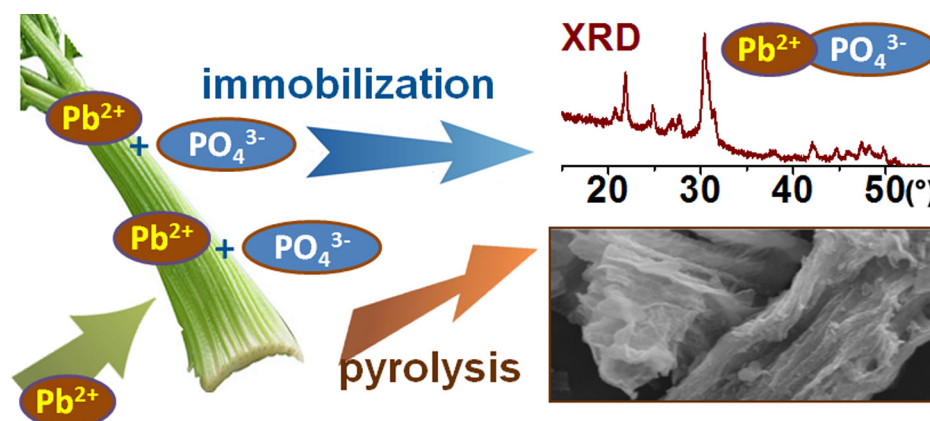 XRD
Pb²⁺ PO₄³⁻
immobilization
Pb²⁺
+ PO₄³⁻
20 30 40 50(°)
Pb²⁺ + PO₄³⁻
pyrolysis
Pb²⁺